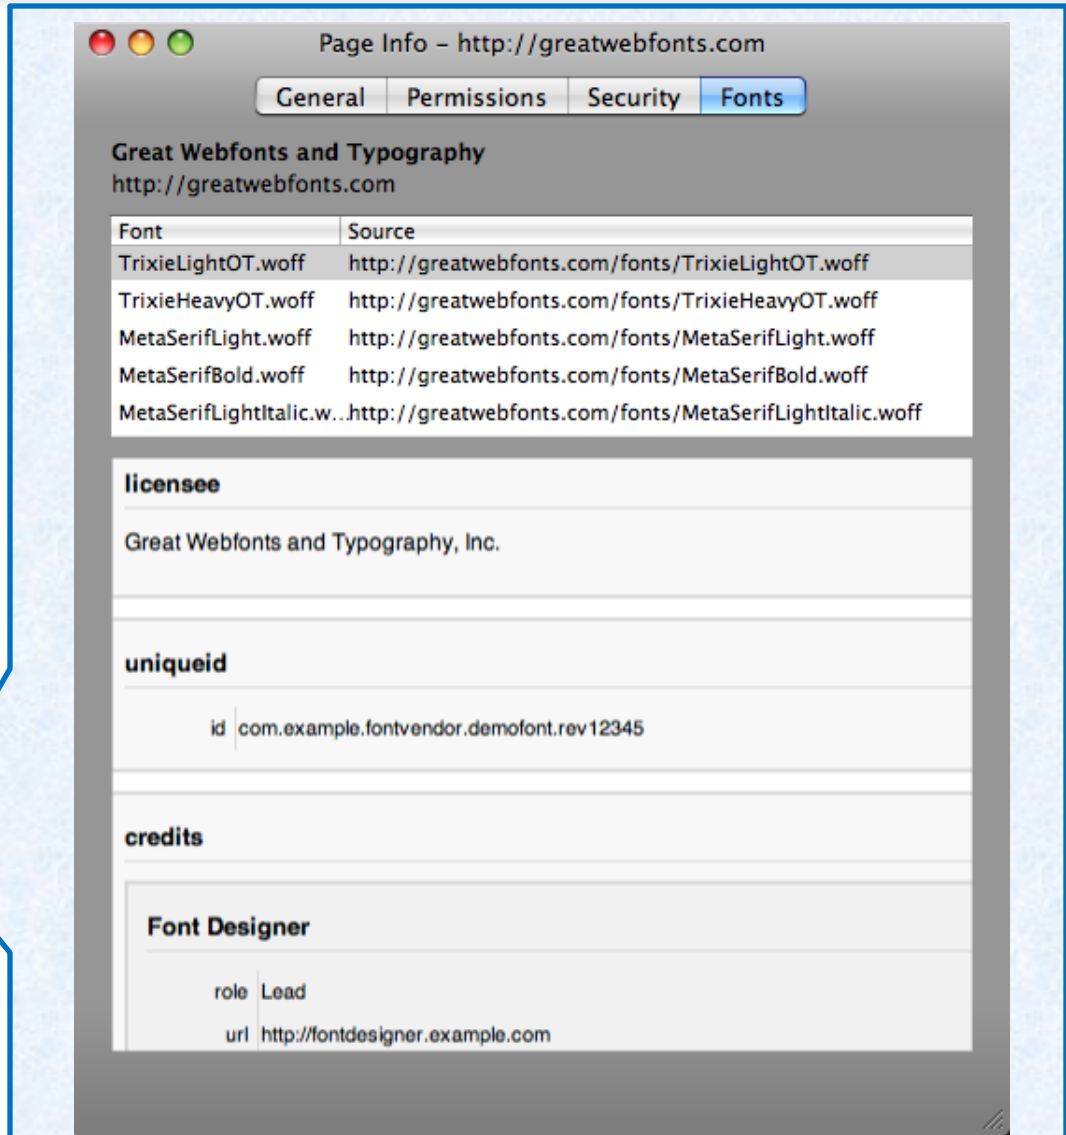 Page Info – http://greatwebfonts.com
General Permissions Security Fonts
Great Webfonts and Typography
http://greatwebfonts.com
Font Source
TrixieLightOT.woff http://greatwebfonts.com/fonts/TrixieLightOT.woff
TrixieHeavyOT.woff http://greatwebfonts.com/fonts/TrixieHeavyOT.woff
MetaSerifLight.woff http://greatwebfonts.com/fonts/MetaSerifLight.woff
MetaSerifBold.woff http://greatwebfonts.com/fonts/MetaSerifBold.woff
MetaSerifLightItalic.w...http://greatwebfonts.com/fonts/MetaSerifLightItalic.woff
licensee
Great Webfonts and Typography, Inc.
uniqueid
id com.example.fontvendor.demofont.rev12345
credits
Font Designer
role Lead
url http://fontdesigner.example.com